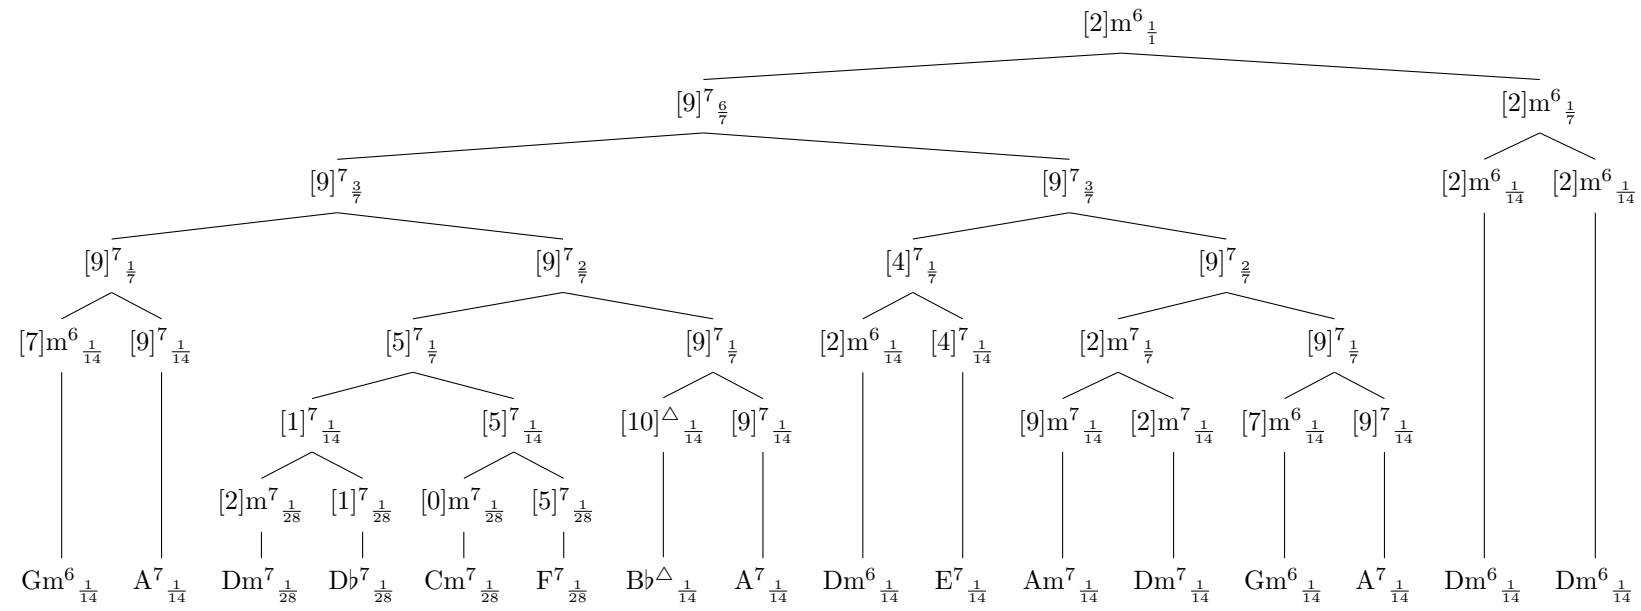 [2]m⁶ 1/1
[9]⁷ 6/7 [2]m⁶ 1/7
[9]⁷ 3/7 [9]⁷ 3/7 [2]m⁶ 1/14 [2]m⁶ 1/14
[9]⁷ 1/7 [9]⁷ 2/7 [4]⁷ 1/7 [9]⁷ 2/7
[7]m⁶ 1/14 [9]⁷ 1/14 [5]⁷ 1/7 [9]⁷ 1/7 [2]m⁶ 1/14 [4]⁷ 1/14 [2]m⁷ 1/7 [9]⁷ 1/7
[1]⁷ 1/14 [5]⁷ 1/14 [10]△ 1/14 [9]⁷ 1/14 [9]m⁷ 1/14 [2]m⁷ 1/14 [7]m⁶ 1/14 [9]⁷ 1/14
[2]m⁷ 1/28 [1]⁷ 1/28 [0]m⁷ 1/28 [5]⁷ 1/28
Gm⁶ 1/14 A⁷ 1/14 Dm⁷ 1/28 D♭⁷ 1/28 Cm⁷ 1/28 F⁷ 1/28 B♭△ 1/14 A⁷ 1/14 Dm⁶ 1/14 E⁷ 1/14 Am⁷ 1/14 Dm⁷ 1/14 Gm⁶ 1/14 A⁷ 1/14 Dm⁶ 1/14 Dm⁶ 1/14